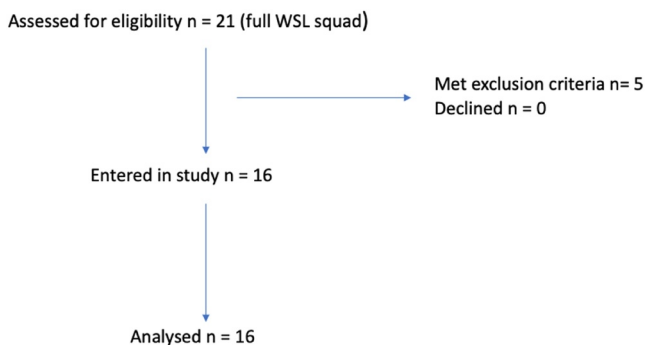 Assessed for eligibility n = 21 (full WSL squad)
Met exclusion criteria n= 5
Declined n = 0
Entered in study n = 16
Analysed n = 16